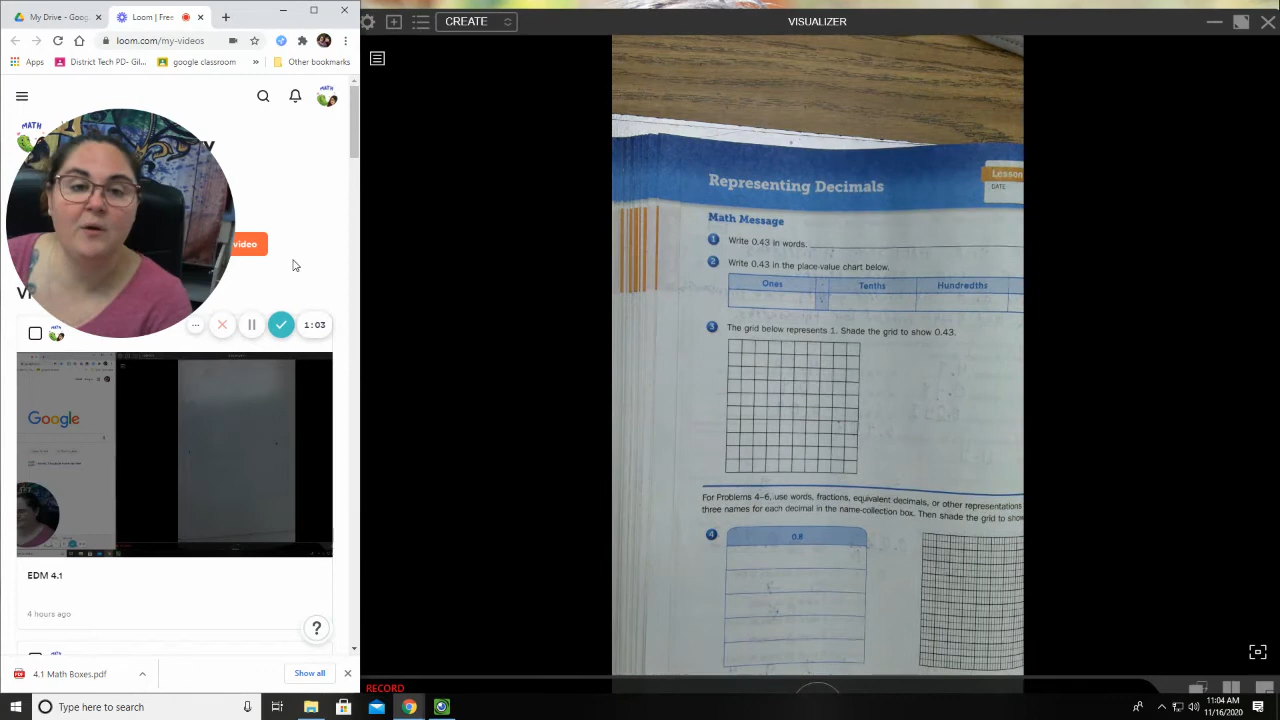 My Drive - Goo
Loom | Free
CREATE
VISUALIZER
loom.com/my-videos
Apps
District Tech PD- Gil...
google classroom
Other bookmarks
MATH
MATH
video
1:03
MATH
Google
EDM 4.1
4 hours ago
4.1 Math Boxes.pdf
Show all
RECORD
Type here to search
11:04 AM
11/16/2020
Representing Decimals
Lesson
DATE
Math Message
1 Write 0.43 in words.
2 Write 0.43 in the place-value chart below.
Ones . Tenths Hundredths
3 The grid below represents 1. Shade the grid to show 0.43.
For Problems 4–6, use words, fractions, equivalent decimals, or other representations
three names for each decimal in the name-collection box. Then shade the grid to show
4 0.8